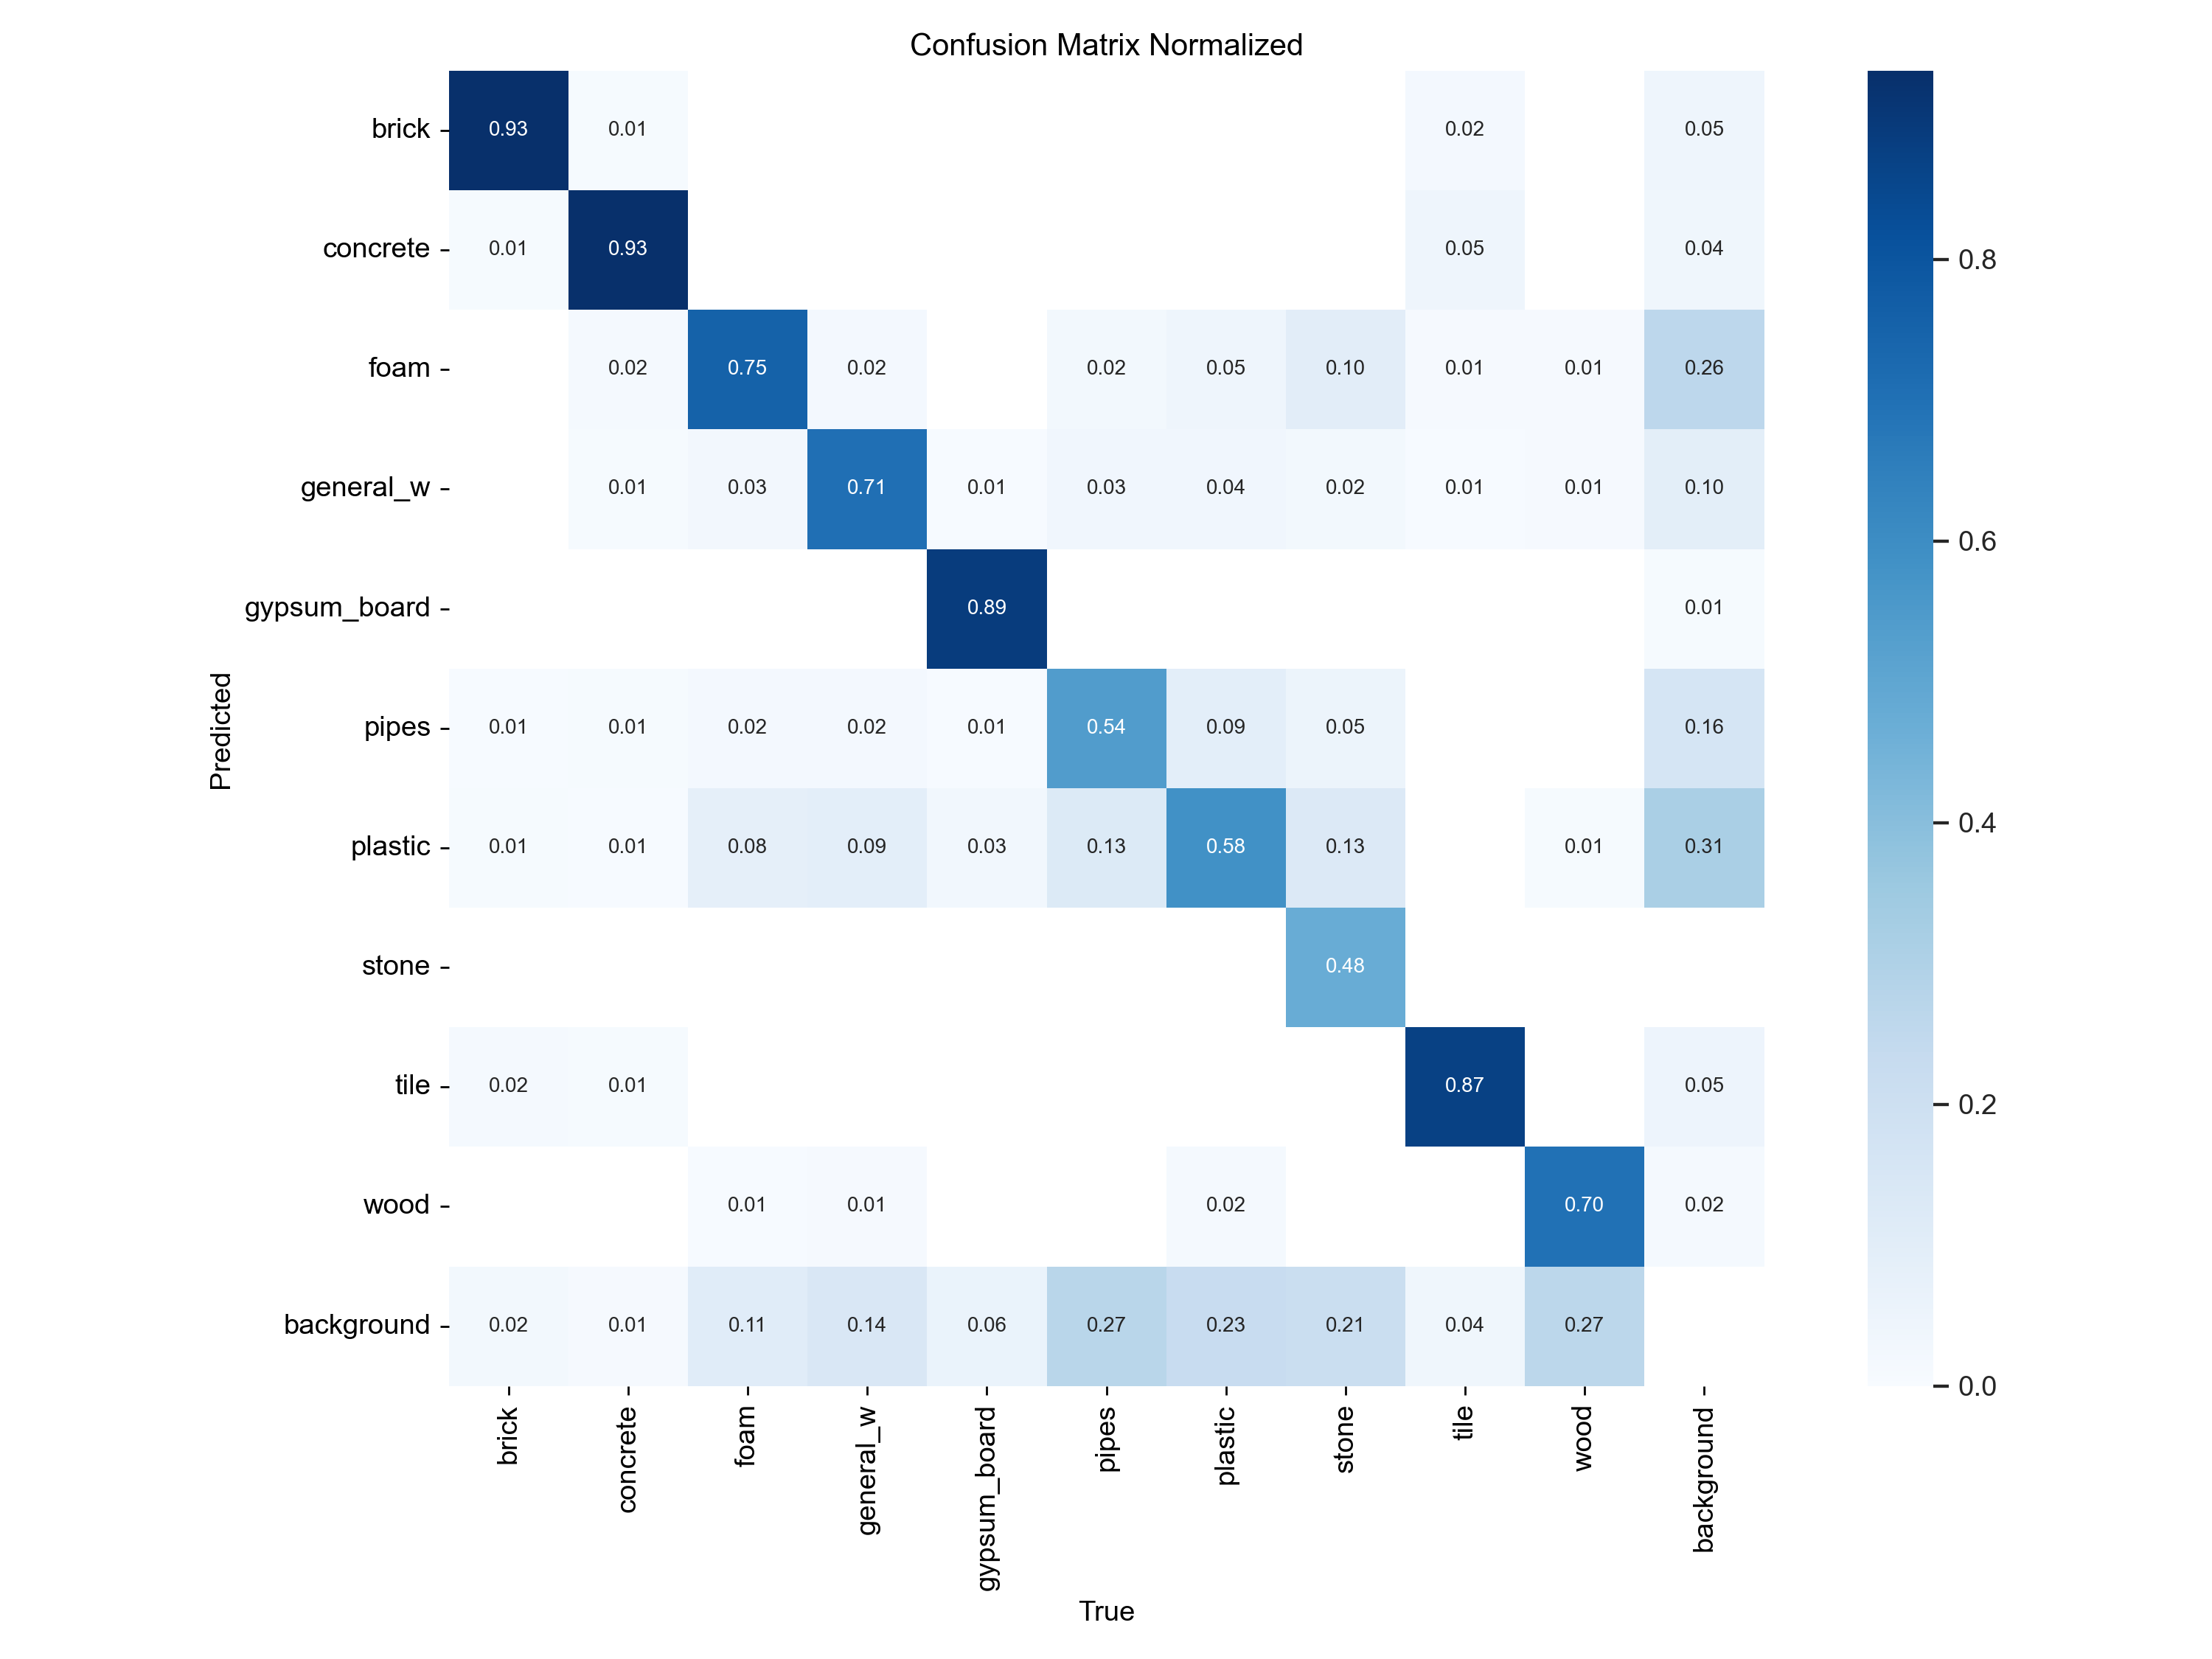 Confusion Matrix Normalized
brick 0.93 0.01 0.02 0.05
concrete 0.01 0.93 0.05 0.04
foam 0.02 0.75 0.02 0.02 0.05 0.10 0.01 0.01 0.26
general_w 0.01 0.03 0.71 0.01 0.03 0.04 0.02 0.01 0.01 0.10
gypsum_board 0.89 0.01
pipes 0.01 0.01 0.02 0.02 0.01 0.54 0.09 0.05 0.16
plastic 0.01 0.01 0.08 0.09 0.03 0.13 0.58 0.13 0.01 0.31
stone 0.48
tile 0.02 0.01 0.87 0.05
wood 0.01 0.01 0.02 0.70 0.02
background 0.02 0.01 0.11 0.14 0.06 0.27 0.23 0.21 0.04 0.27
Predicted
brick concrete foam general_w gypsum_board pipes plastic stone tile wood background
True
0.8
0.6
0.4
0.2
0.0